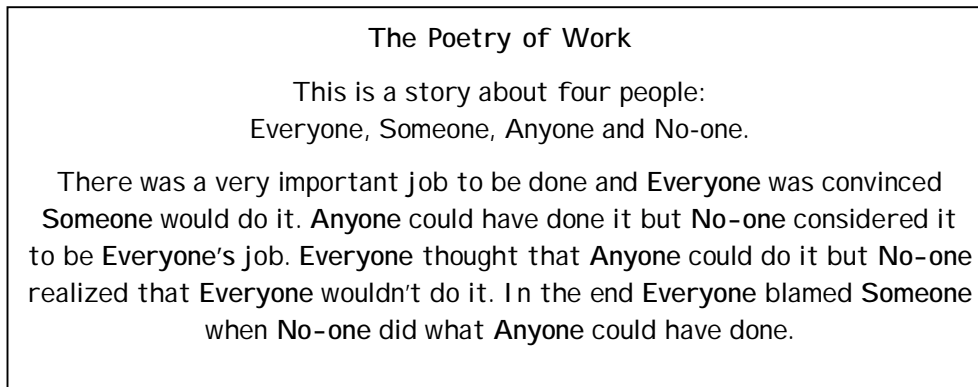 The Poetry of Work
This is a story about four people:
Everyone, Someone, Anyone and No-one.
There was a very important job to be done and Everyone was convinced
Someone would do it. Anyone could have done it but No-one considered it
to be Everyone's job. Everyone thought that Anyone could do it but No-one
realized that Everyone wouldn't do it. In the end Everyone blamed Someone
when No-one did what Anyone could have done.